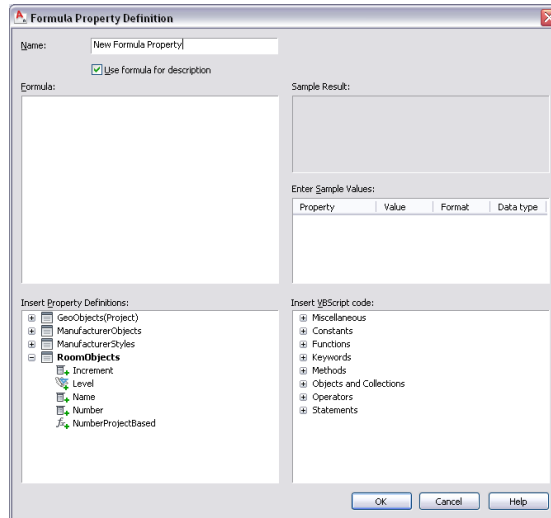 Formula Property Definition
Name:
New Formula Property
Use formula for description
Formula:
Sample Result:
Enter Sample Values:
Property Value Format Data type
Insert Property Definitions:
GeoObjects(Project)
ManufacturerObjects
ManufacturerStyles
RoomObjects
Increment
Level
Name
Number
NumberProjectBased
Insert VBScript code:
Miscellaneous
Constants
Functions
Keywords
Methods
Objects and Collections
Operators
Statements
OK Cancel Help